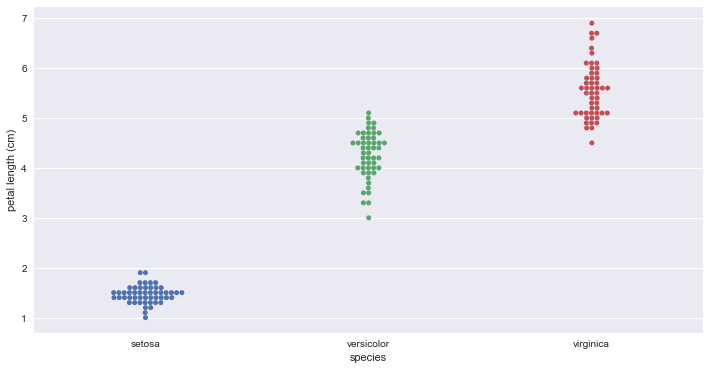 7
6
5
4
3
2
1
petal length (cm)
setosa
versicolor
virginica
species